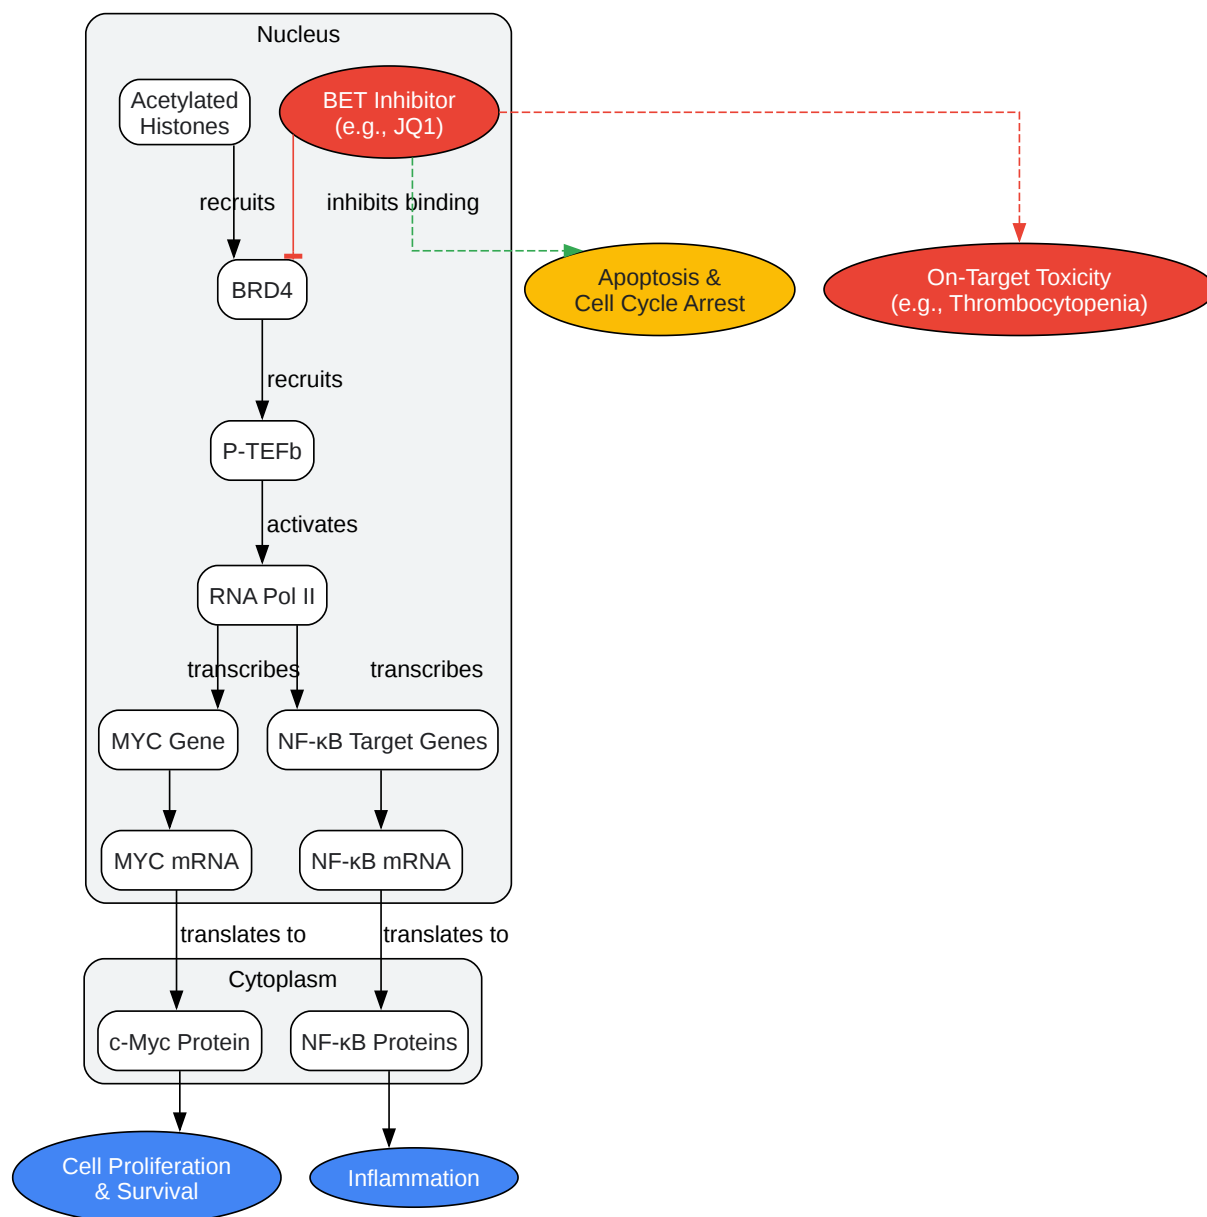 Nucleus
Acetylated
Histones
BET Inhibitor
(e.g., JQ1)
recruits
inhibits binding
BRD4
Apoptosis &
Cell Cycle Arrest
On-Target Toxicity
(e.g., Thrombocytopenia)
recruits
P-TEFb
activates
RNA Pol II
transcribes
transcribes
MYC Gene
NF-κB Target Genes
MYC mRNA
NF-κB mRNA
translates to
translates to
Cytoplasm
c-Myc Protein
NF-κB Proteins
Cell Proliferation
& Survival
Inflammation